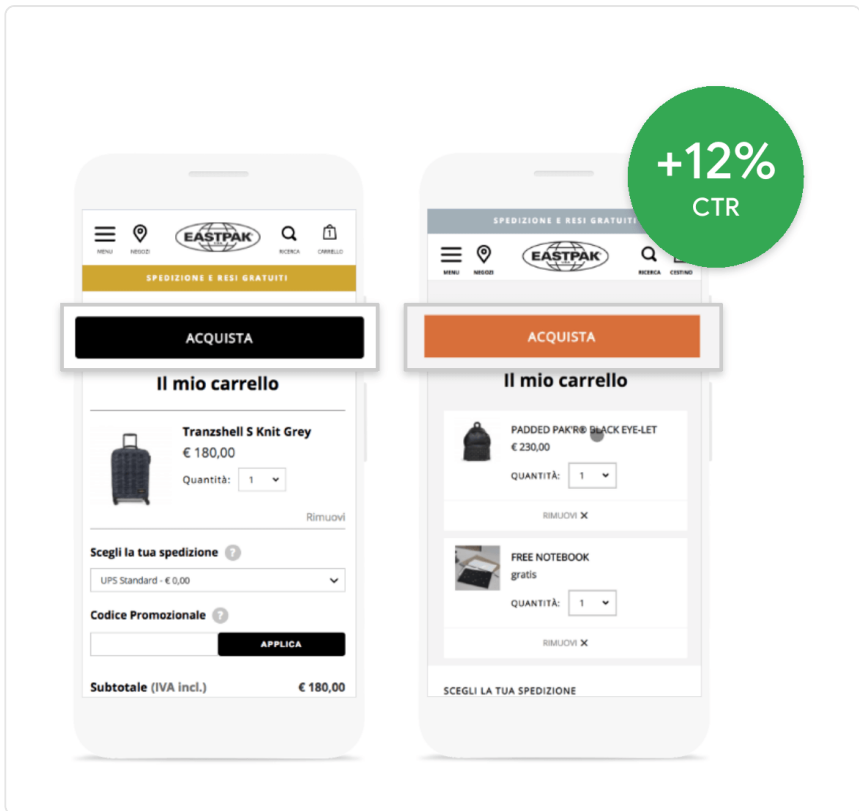 +12%
CTR
EASTPAK
MENU
NEGOZI
RICERCA
1
CARRELLO
SPEDIZIONE E RESI GRATUITI
ACQUISTA
Il mio carrello
Tranzshell S Knit Grey
€ 180,00
Quantità: 1
Rimuovi
Scegli la tua spedizione ?
UPS Standard - € 0,00
Codice Promozionale ?
APPLICA
Subtotale (IVA incl.) € 180,00
SPEDIZIONE E RESI GRATUITI
EASTPAK
MENU
NEGOZI
RICERCA
CESTINO
ACQUISTA
Il mio carrello
PADDED PAK'R® BLACK EYE-LET
€ 230,00
QUANTITÀ: 1
RIMUOVI X
FREE NOTEBOOK
gratis
QUANTITÀ: 1
RIMUOVI X
SCEGLI LA TUA SPEDIZIONE